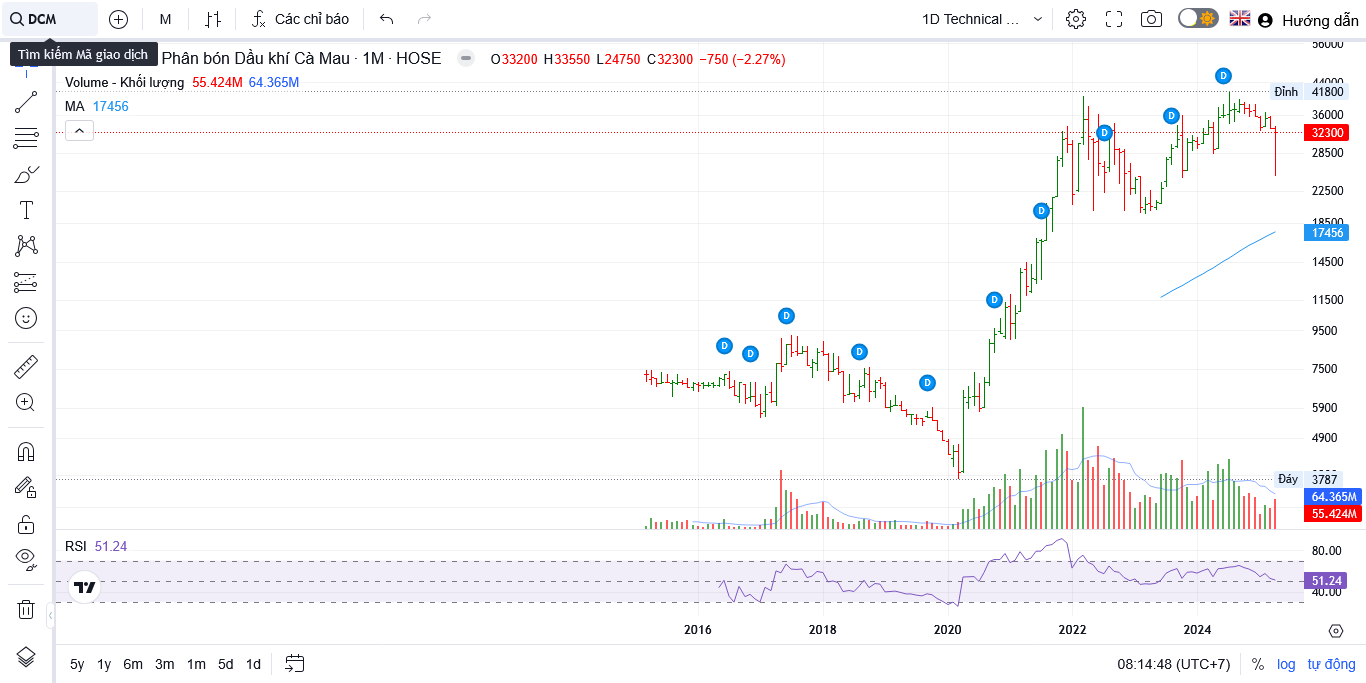 DCM M Các chỉ báo 1D Technical ... Hướng dẫn
Tìm kiếm Mã giao dịch
Phân bón Dầu khí Cà Mau · 1M · HOSE O33200 H33550 L24750 C32300 −750 (−2.27%)
Volume - Khối lượng 55.424M 64.365M
MA 17456
56000
44000
Đỉnh 41800
36000
32300
28500
22500
18500
17456
14500
11500
9500
7500
5900
4900
Đáy 3787
64.365M
55.424M
D
D
D
D
D
D
D
D
D
D
RSI 51.24
80.00
51.24
40.00
2016 2018 2020 2022 2024
5y 1y 6m 3m 1m 5d 1d 08:14:48 (UTC+7) % log tự động